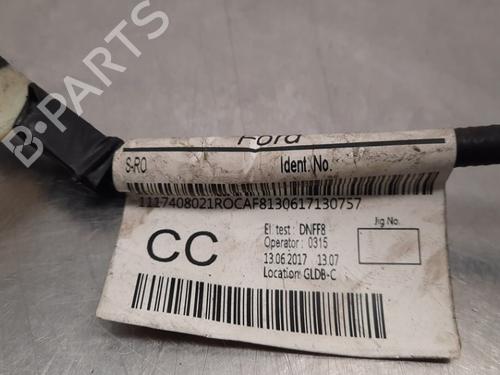 B-PARTS
Ford
S-RO
Ident. No.
1117408021ROCAF8130617130757
CC
El test : DNFF8
Operator : 0315
13.06.2017 13.07
Location: GLDB-C
Jig No.